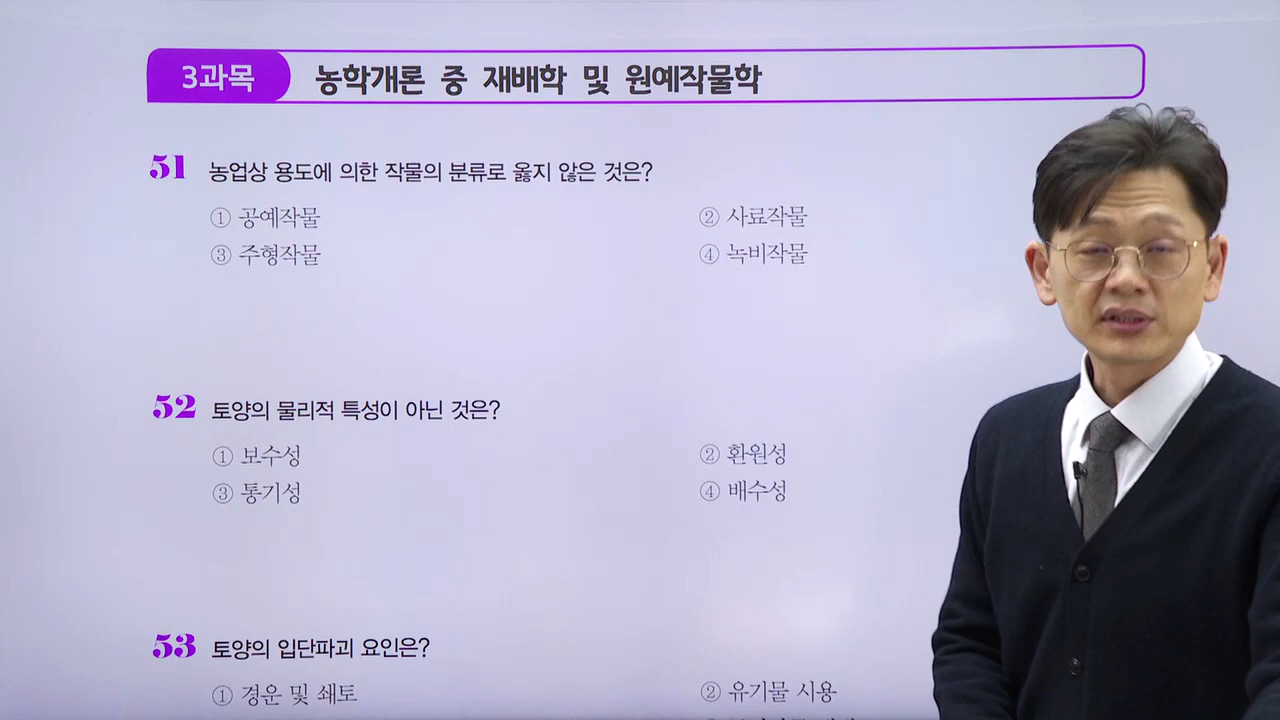 3과목 농학개론 중 재배학 및 원예작물학
51 농업상 용도에 의한 작물의 분류로 옳지 않은 것은?
① 공예작물 ② 사료작물
③ 주형작물 ④ 녹비작물
52 토양의 물리적 특성이 아닌 것은?
① 보수성 ② 환원성
③ 통기성 ④ 배수성
53 토양의 입단파괴 요인은?
① 경운 및 쇄토 ② 유기물 시용